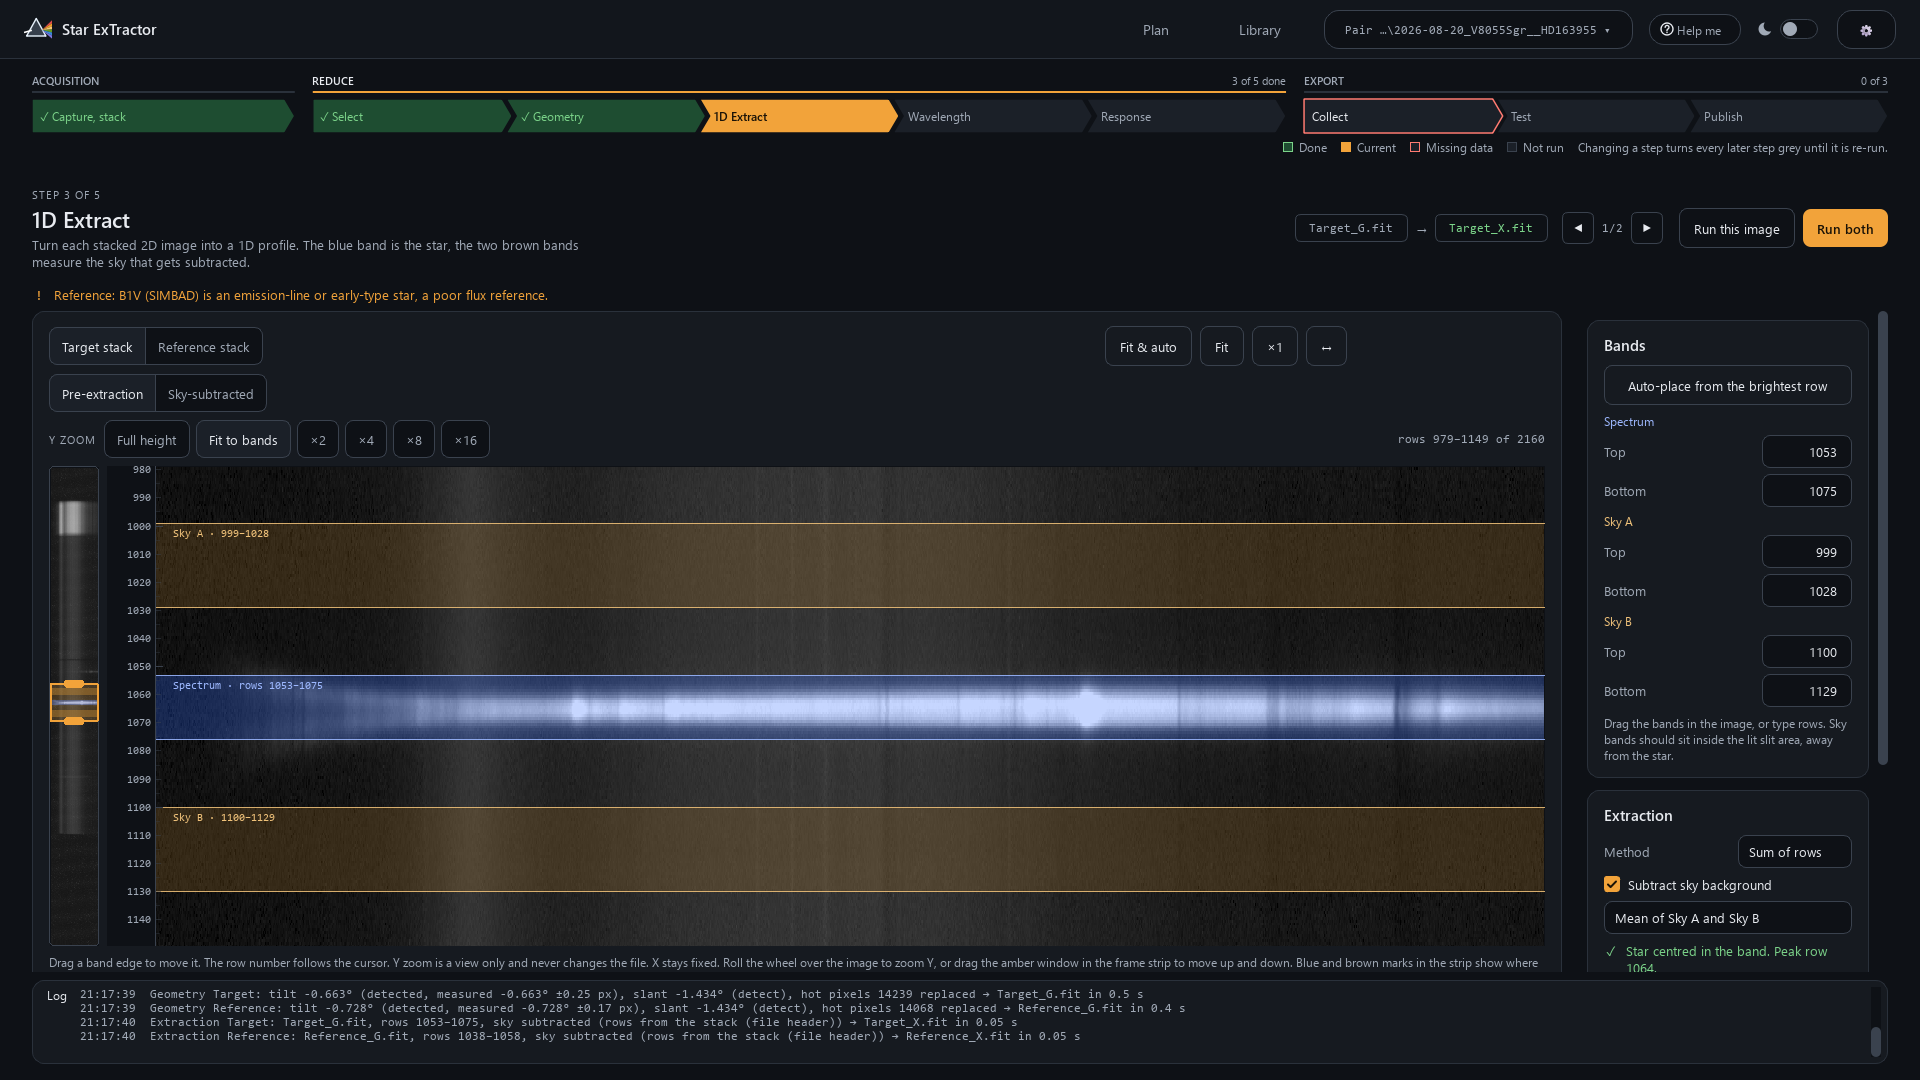 Star ExTractor
Plan
Library
Pair …\2026-08-20_V8055Sgr__HD163955 ▾
? Help me
ACQUISITION
REDUCE
3 of 5 done
EXPORT
0 of 3
✓ Capture, stack
✓ Select
✓ Geometry
1D Extract
Wavelength
Response
Collect
Test
Publish
Done
Current
Missing data
Not run
Changing a step turns every later step grey until it is re-run.
STEP 3 OF 5
1D Extract
Turn each stacked 2D image into a 1D profile. The blue band is the star, the two brown bands
measure the sky that gets subtracted.
Target_G.fit → Target_X.fit
◀ 1/2 ▶
Run this image
Run both
! Reference: B1V (SIMBAD) is an emission-line or early-type star, a poor flux reference.
Target stack
Reference stack
Fit & auto
Fit
×1
↔
Pre-extraction
Sky-subtracted
Y ZOOM
Full height
Fit to bands
×2
×4
×8
×16
rows 979–1149 of 2160
980
990
1000
Sky A · 999–1028
1010
1020
1030
1040
1050
Spectrum · rows 1053–1075
1060
1070
1080
1090
1100
Sky B · 1100–1129
1110
1120
1130
1140
Drag a band edge to move it. The row number follows the cursor. Y zoom is a view only and never changes the file. X stays fixed. Roll the wheel over the image to zoom Y, or drag the amber window in the frame strip to move up and down. Blue and brown marks in the strip show where
Bands
Auto-place from the brightest row
Spectrum
Top 1053
Bottom 1075
Sky A
Top 999
Bottom 1028
Sky B
Top 1100
Bottom 1129
Drag the bands in the image, or type rows. Sky
bands should sit inside the lit slit area, away
from the star.
Extraction
Method
Sum of rows
Subtract sky background
Mean of Sky A and Sky B
✓ Star centred in the band. Peak row
1064.
Log
21:17:39 Geometry Target: tilt -0.663° (detected, measured -0.663° ±0.25 px), slant -1.434° (detect), hot pixels 14239 replaced → Target_G.fit in 0.5 s
21:17:39 Geometry Reference: tilt -0.728° (detected, measured -0.728° ±0.17 px), slant -1.434° (detect), hot pixels 14068 replaced → Reference_G.fit in 0.4 s
21:17:40 Extraction Target: Target_G.fit, rows 1053–1075, sky subtracted (rows from the stack (file header)) → Target_X.fit in 0.05 s
21:17:40 Extraction Reference: Reference_G.fit, rows 1038–1058, sky subtracted (rows from the stack (file header)) → Reference_X.fit in 0.05 s